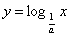 y = log_{1/a} x